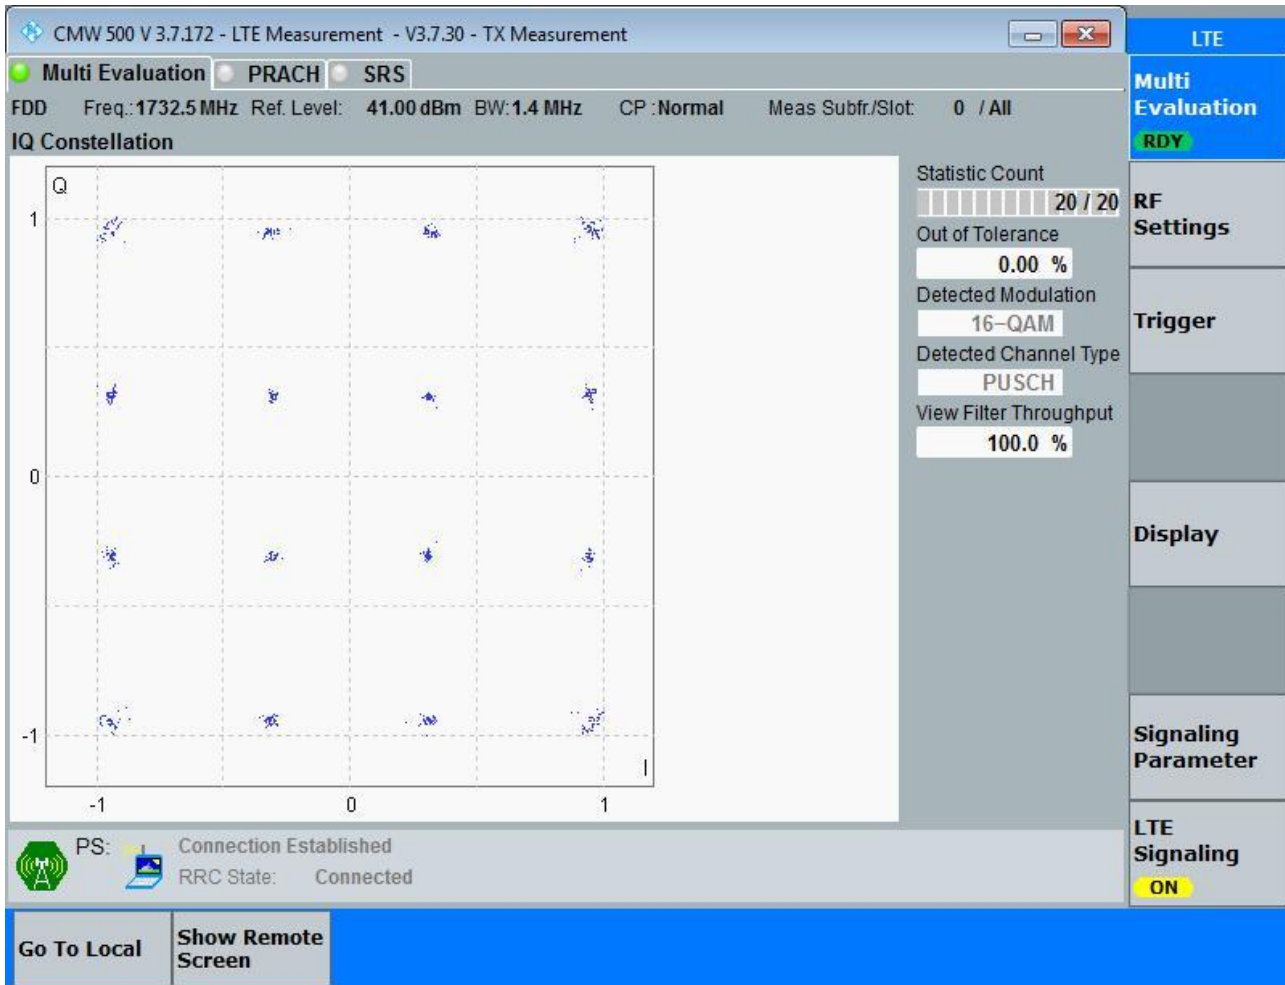 CMW 500 V 3.7.172 - LTE Measurement - V3.7.30 - TX Measurement
LTE
Multi Evaluation PRACH SRS
Multi
Evaluation
RDY
FDD Freq.: 1732.5 MHz Ref. Level: 41.00 dBm BW: 1.4 MHz CP : Normal Meas Subfr./Slot: 0 / All
IQ Constellation
Q
1
0
-1
I
-1 0 1
Statistic Count
20 / 20
Out of Tolerance
0.00 %
Detected Modulation
16-QAM
Detected Channel Type
PUSCH
View Filter Throughput
100.0 %
RF
Settings
Trigger
Display
Signaling
Parameter
LTE
Signaling
ON
PS: Connection Established
RRC State: Connected
Go To Local
Show Remote
Screen